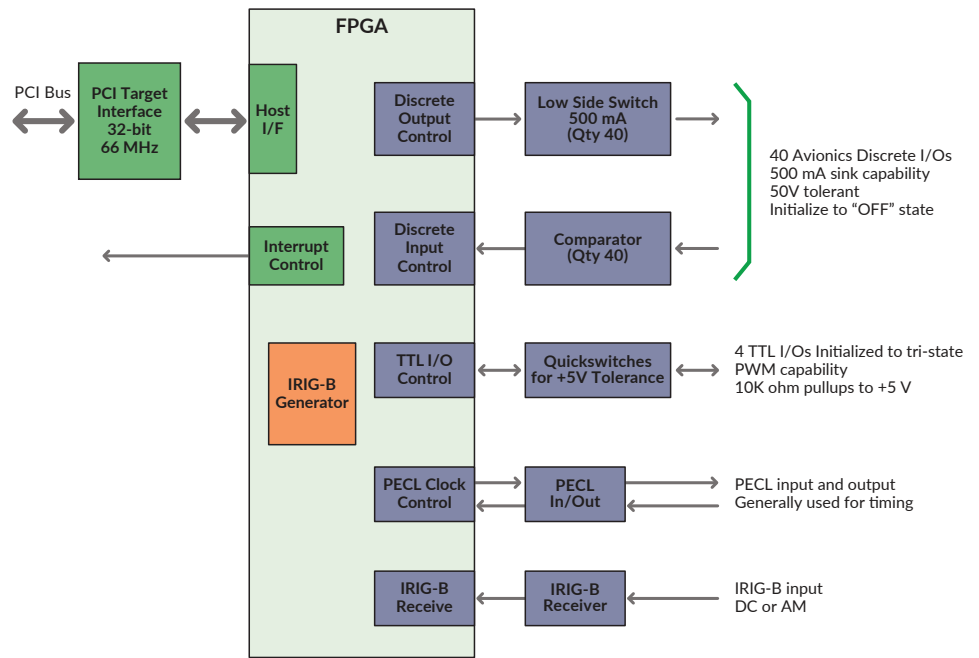 FPGA
PCI Bus
PCI Target
Interface
32-bit
66 MHz
Host
I/F
Discrete
Output
Control
Low Side Switch
500 mA
(Qty 40)
40 Avionics Discrete I/Os
500 mA sink capability
50V tolerant
Initialize to “OFF” state
Interrupt
Control
Discrete
Input
Control
Comparator
(Qty 40)
IRIG-B
Generator
TTL I/O
Control
Quickswitches
for +5V Tolerance
4 TTL I/Os Initialized to tri-state
PWM capability
10K ohm pullups to +5 V
PECL Clock
Control
PECL
In/Out
PECL input and output
Generally used for timing
IRIG-B
Receive
IRIG-B
Receiver
IRIG-B input
DC or AM